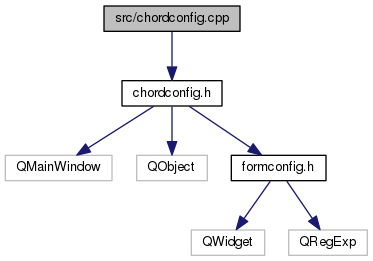 src/chordconfig.cpp
chordconfig.h
QMainWindow
QObject
formconfig.h
QWidget
QRegExp